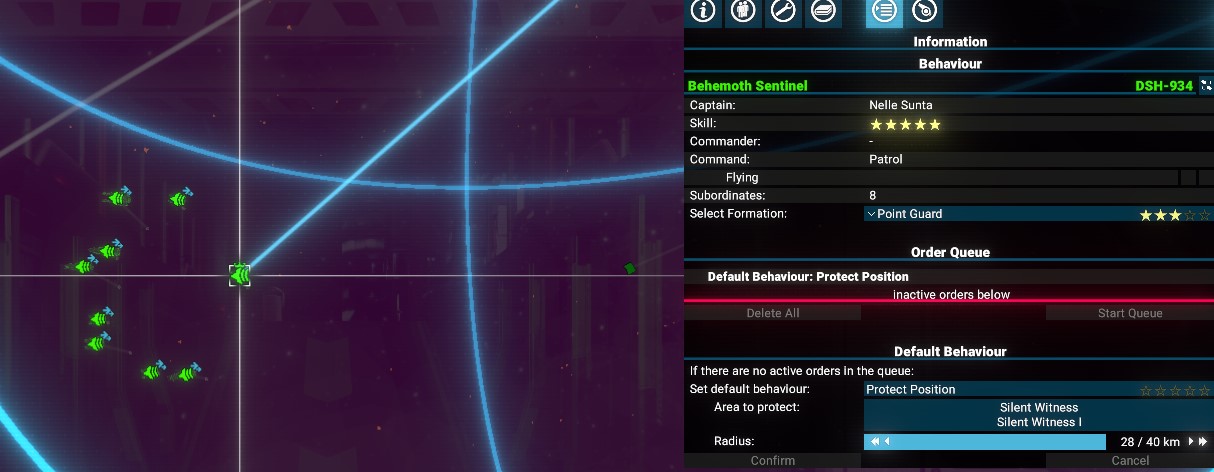 Information
Behaviour
Behemoth Sentinel DSH-934
Captain: Nelle Sunta
Skill:
Commander: -
Command: Patrol
Flying
Subordinates: 8
Select Formation: Point Guard
Order Queue
Default Behaviour: Protect Position
inactive orders below
Delete All Start Queue
Default Behaviour
If there are no active orders in the queue:
Set default behaviour: Protect Position
Area to protect: Silent Witness
Silent Witness I
Radius: 28 / 40 km
Confirm Cancel